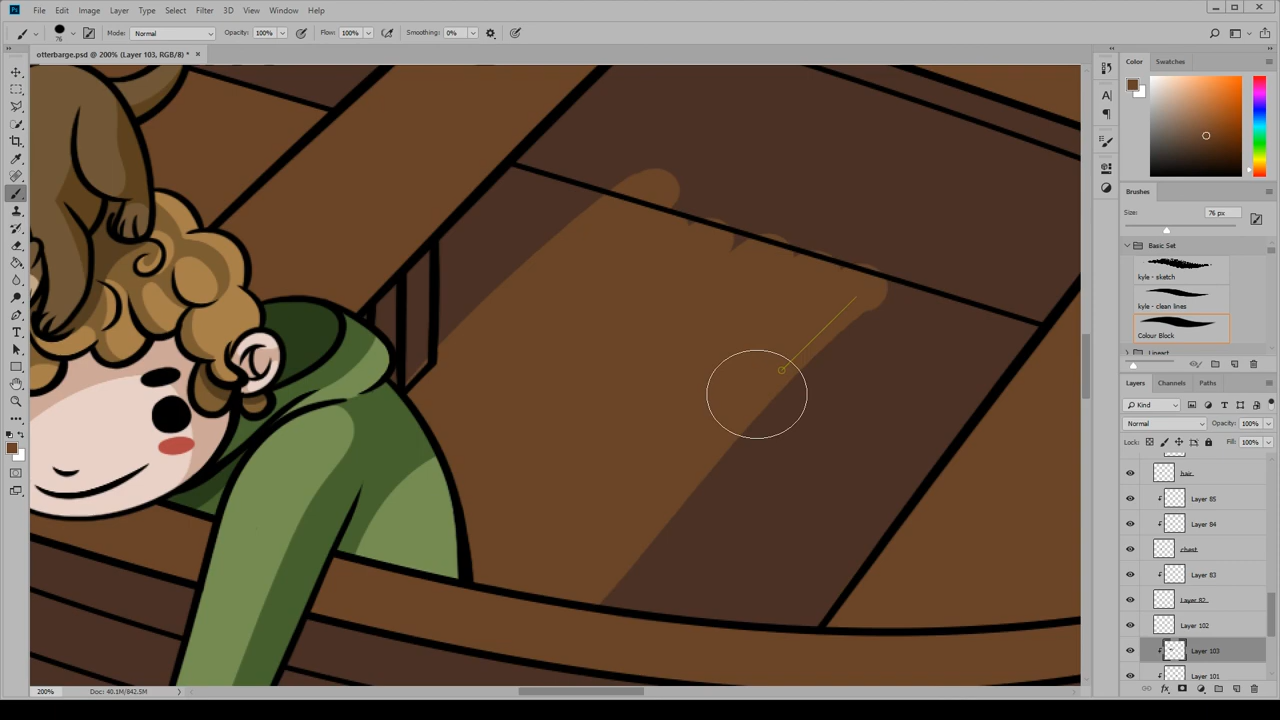 Ps File Edit Image Layer Type Select Filter 3D View Window Help
76 Mode: Normal Opacity: 100% Flow: 100% Smoothing: 0%
otterbarge.psd @ 200% (Layer 103, RGB/8) * ×
Color Swatches
Brushes
Size: 76 px
Basic Set
kyle - sketch
kyle - clean lines
Colour Block
Lineart
Layers Channels Paths
Kind
Normal Opacity: 100%
Lock: Fill: 100%
hair
Layer 85
Layer 84
chest
Layer 83
Layer 82
Layer 102
Layer 103
Layer 101
200% Doc: 40.1M/842.5M